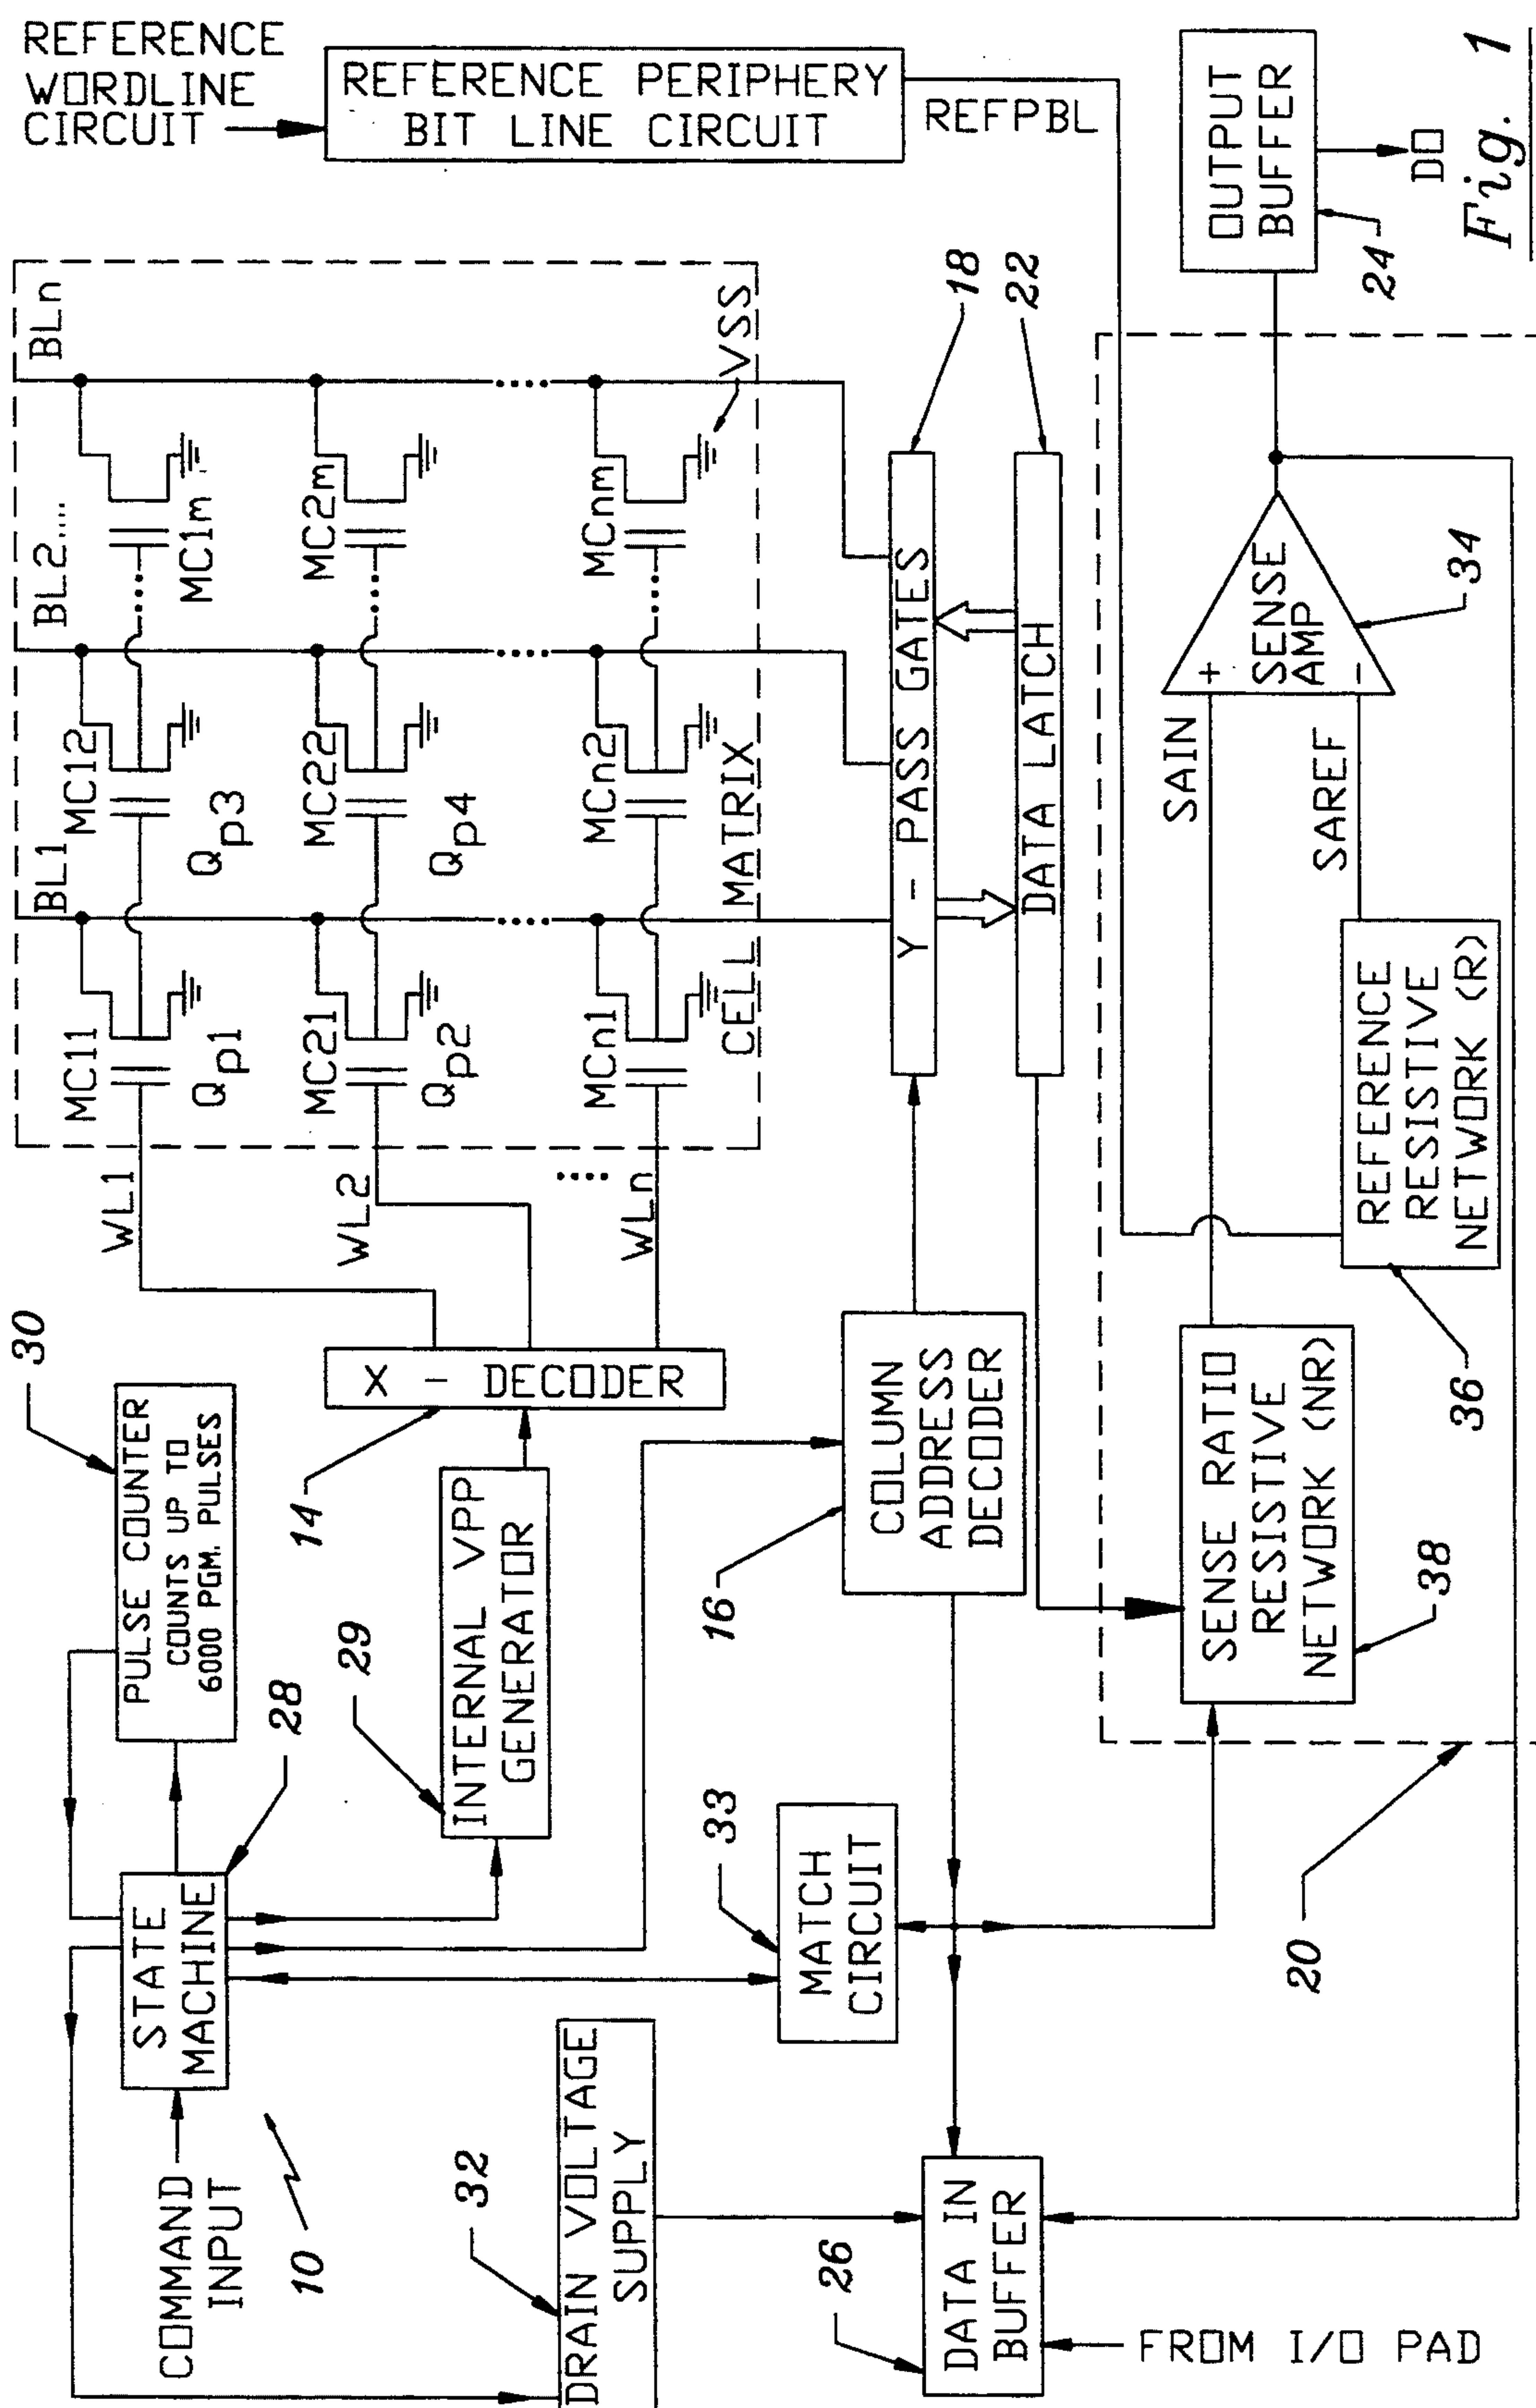 REFERENCE
WORDLINE
CIRCUIT
REFERENCE PERIPHERY
BIT LINE CIRCUIT
REFPBL
BL1
BL2....
BLn
MC11
MC12
MC1m
Qp1
Qp3
MC21
MC22
MC2m
Qp2
Qp4
MCn1
MCn2
MCnm
VSS
CELL MATRIX
WL1
WL2
....
WLn
30
PULSE COUNTER
COUNTS UP TO
6000 PGM. PULSES
X - DECODER
14
INTERNAL VPP
GENERATOR
29
STATE
MACHINE
28
COMMAND
INPUT
10
DRAIN VOLTAGE
SUPPLY
32
MATCH
CIRCUIT
33
COLUMN
ADDRESS
DECODER
16
Y - PASS GATES
18
DATA LATCH
22
DATA IN
BUFFER
26
FROM I/O PAD
SENSE RATIO
RESISTIVE
NETWORK (NR)
38
REFERENCE
RESISTIVE
NETWORK (R)
36
SAIN
SAREF
+
SENSE
AMP
-
34
20
OUTPUT
BUFFER
24
DO
Fig. 1